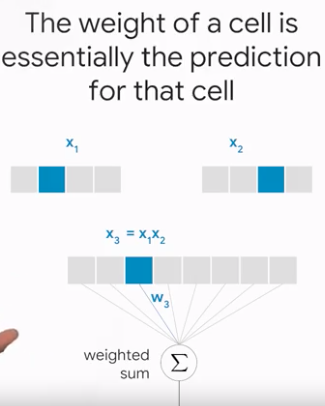 The weight of a cell is
essentially the prediction
for that cell
x₁
x₂
x₃ = x₁x₂
w₃
weighted
sum
Σ